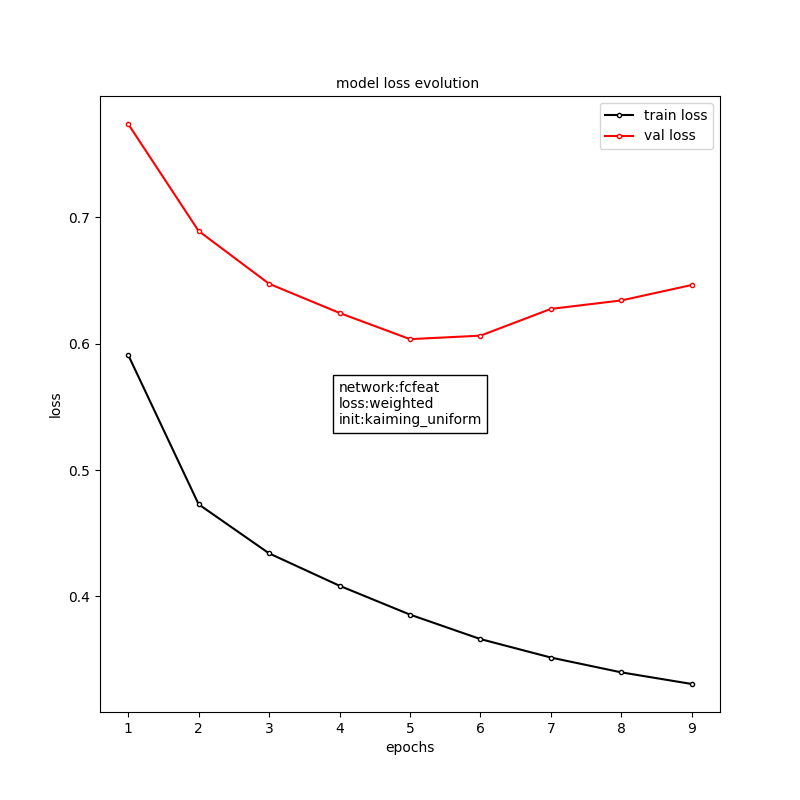 model loss evolution
train loss
val loss
0.7
0.6
0.5
0.4
loss
network:fcfeat
loss:weighted
init:kaiming_uniform
1 2 3 4 5 6 7 8 9
epochs